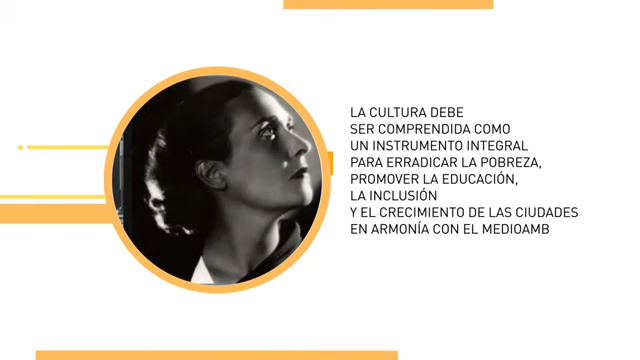 LA CULTURA DEBE
SER COMPRENDIDA COMO
UN INSTRUMENTO INTEGRAL
PARA ERRADICAR LA POBREZA,
PROMOVER LA EDUCACIÓN,
LA INCLUSIÓN
Y EL CRECIMIENTO DE LAS CIUDADES
EN ARMONÍA CON EL MEDIOAMB